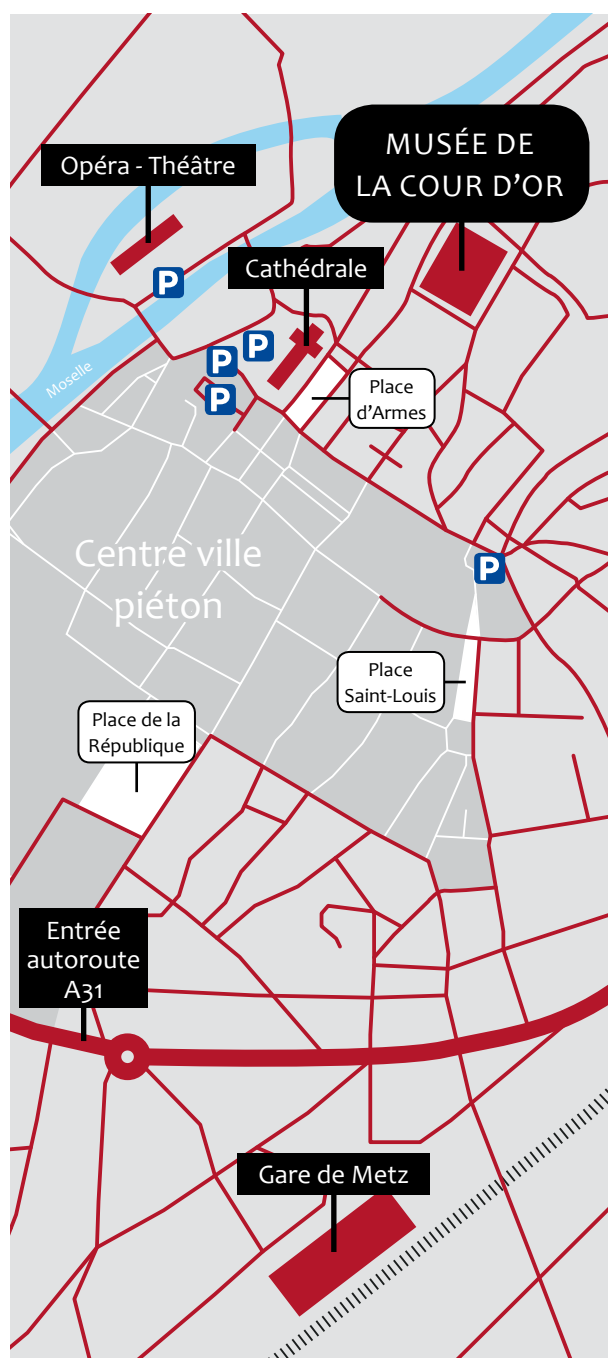 MUSÉE DE
LA COUR D'OR
Opéra - Théâtre
Cathédrale
P
P
P
P
Moselle
Place
d'Armes
Centre ville
piéton
P
Place
Saint-Louis
Place de la
République
Entrée
autoroute
A31
Gare de Metz